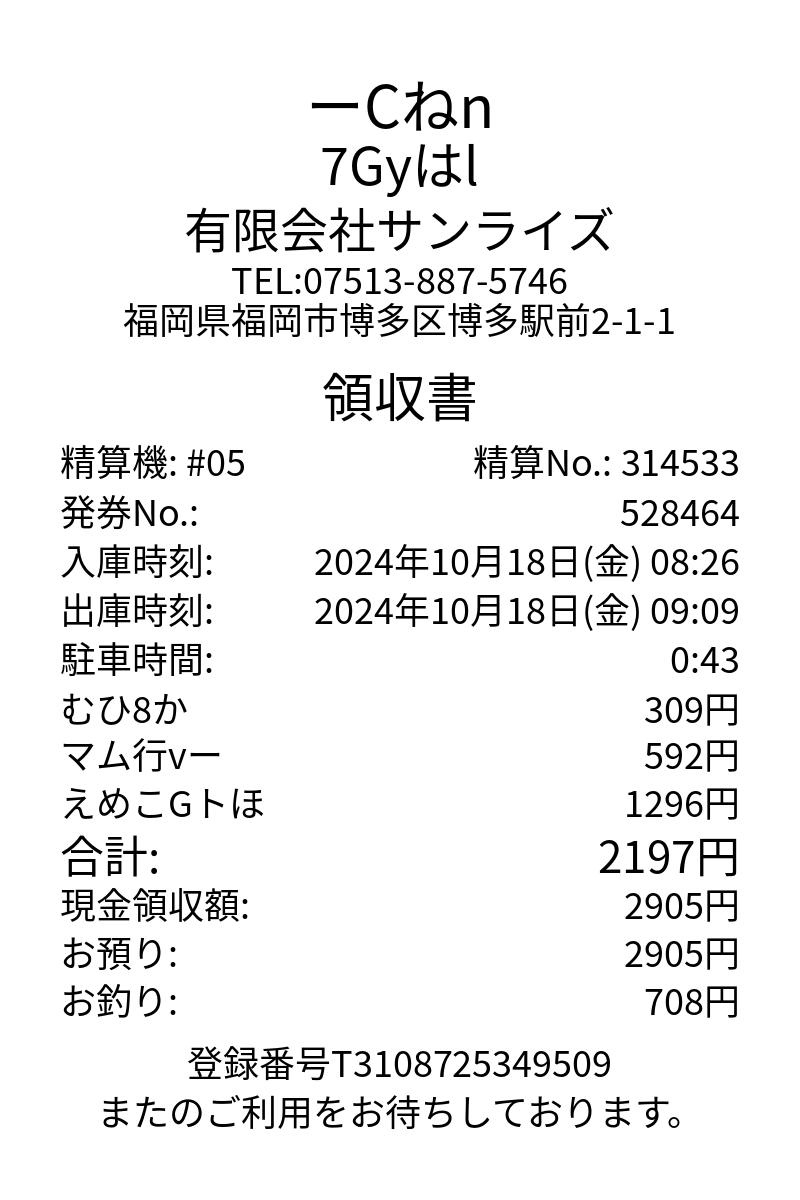 ーCねn
7Gyはl
有限会社サンライズ
TEL:07513-887-5746
福岡県福岡市博多区博多駅前2-1-1
領収書
精算機: #05 精算No.: 314533
発券No.: 528464
入庫時刻: 2024年10月18日(金) 08:26
出庫時刻: 2024年10月18日(金) 09:09
駐車時間: 0:43
むひ8か 309円
マム行vー 592円
えめこGトほ 1296円
合計: 2197円
現金領収額: 2905円
お預り: 2905円
お釣り: 708円
登録番号T3108725349509
またのご利用をお待ちしております。